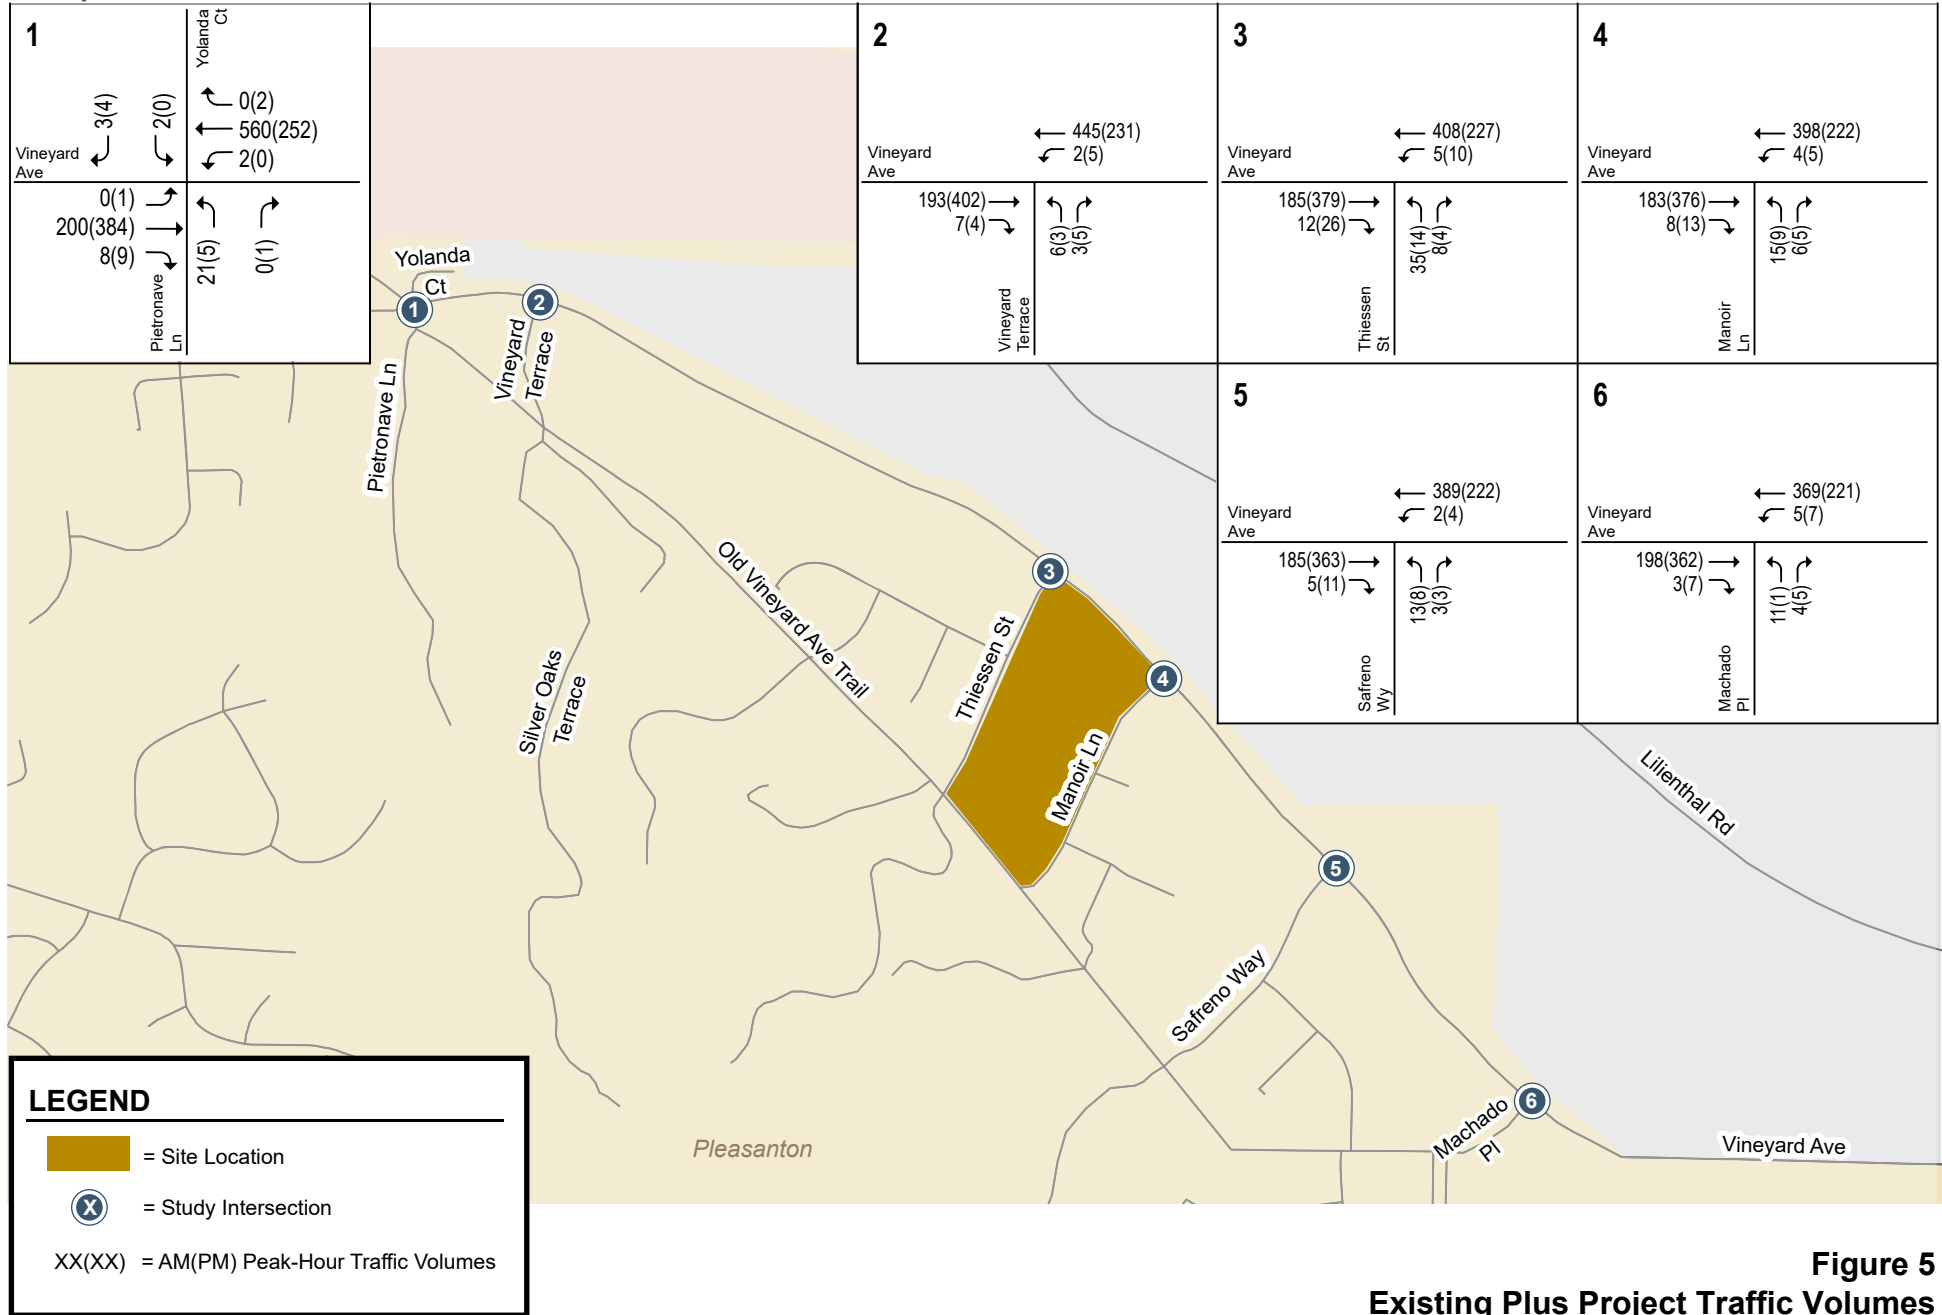 1
Yolanda
Ct
3(4)
2(0)
0(2)
560(252)
2(0)
Vineyard
Ave
0(1)
200(384)
8(9)
21(5)
0(1)
Pietronave
Ln
2
445(231)
2(5)
Vineyard
Ave
193(402)
7(4)
6(3)
3(5)
Vineyard
Terrace
3
408(227)
5(10)
Vineyard
Ave
185(379)
12(26)
35(14)
8(4)
Thiessen
St
4
398(222)
4(5)
Vineyard
Ave
183(376)
8(13)
15(9)
6(5)
Manoir
Ln
5
389(222)
2(4)
Vineyard
Ave
185(363)
5(11)
13(8)
3(3)
Safreno
Wy
6
369(221)
5(7)
Vineyard
Ave
198(362)
3(7)
11(1)
4(5)
Machado
Pl
Yolanda
Ct
1
2
Vineyard
Terrace
Pietronave Ln
Old Vineyard Ave Trail
3
Thiessen St
4
Silver Oaks
Terrace
Manoir Ln
Lilienthal Rd
5
Safreno Way
6
Machado
Pl
Vineyard Ave
Pleasanton
LEGEND
= Site Location
X = Study Intersection
XX(XX) = AM(PM) Peak-Hour Traffic Volumes
Figure 5
Existing Plus Project Traffic Volumes